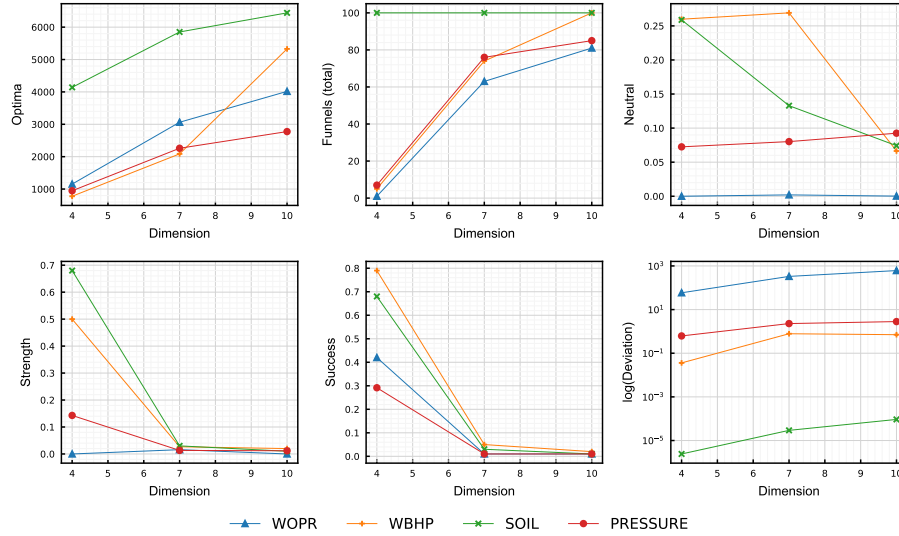 6000
5000
4000
3000
2000
1000
Optima
4 5 6 7 8 9 10
Dimension
100
80
60
40
20
0
Funnels (total)
4 5 6 7 8 9 10
Dimension
0.25
0.20
0.15
0.10
0.05
0.00
Neutral
4 5 6 7 8 9 10
Dimension
0.7
0.6
0.5
0.4
0.3
0.2
0.1
0.0
Strength
4 5 6 7 8 9 10
Dimension
0.8
0.7
0.6
0.5
0.4
0.3
0.2
0.1
0.0
Success
4 5 6 7 8 9 10
Dimension
10³
10¹
10⁻¹
10⁻³
10⁻⁵
log(Deviation)
4 5 6 7 8 9 10
Dimension
WOPR WBHP SOIL PRESSURE